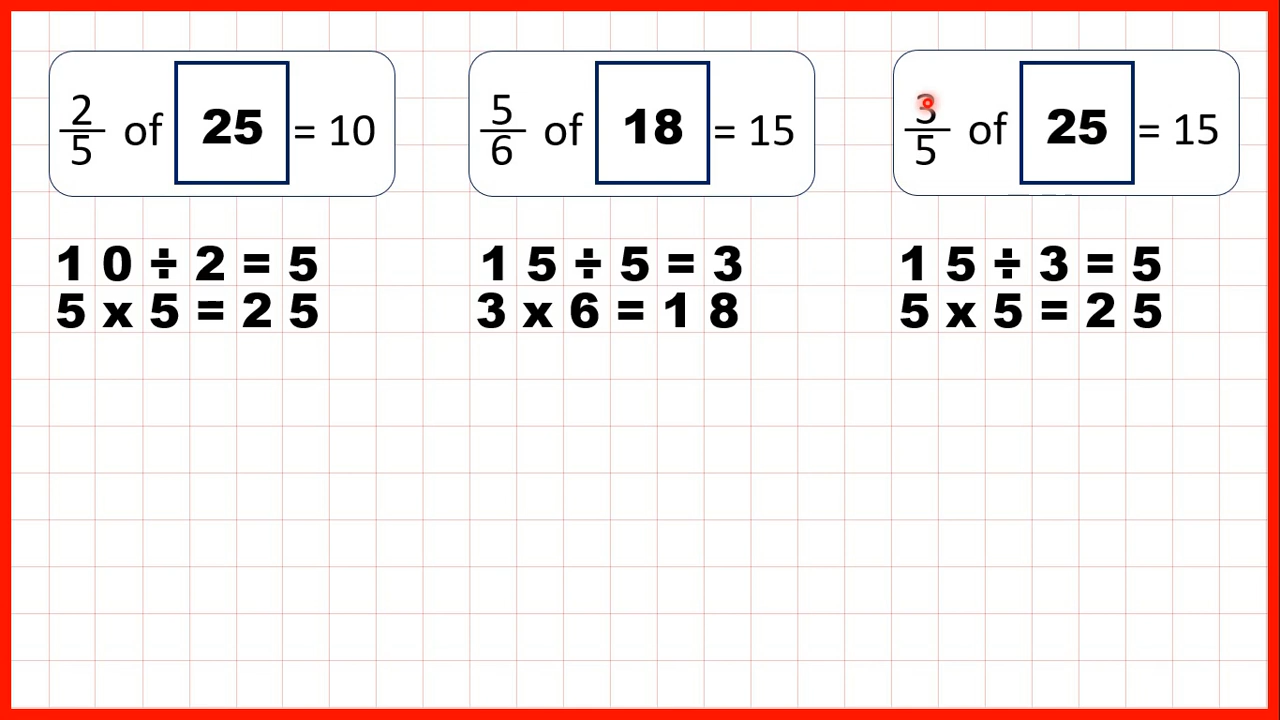 2/5 of 25 = 10
5/6 of 18 = 15
3/5 of 25 = 15
10 ÷ 2 = 5
5 x 5 = 25
15 ÷ 5 = 3
3 x 6 = 18
15 ÷ 3 = 5
5 x 5 = 25